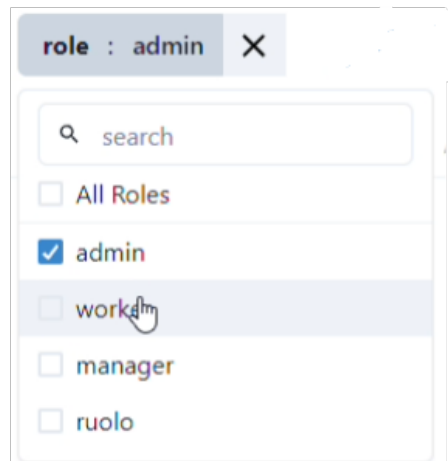 role : admin
search
All Roles
admin
manager
ruolo